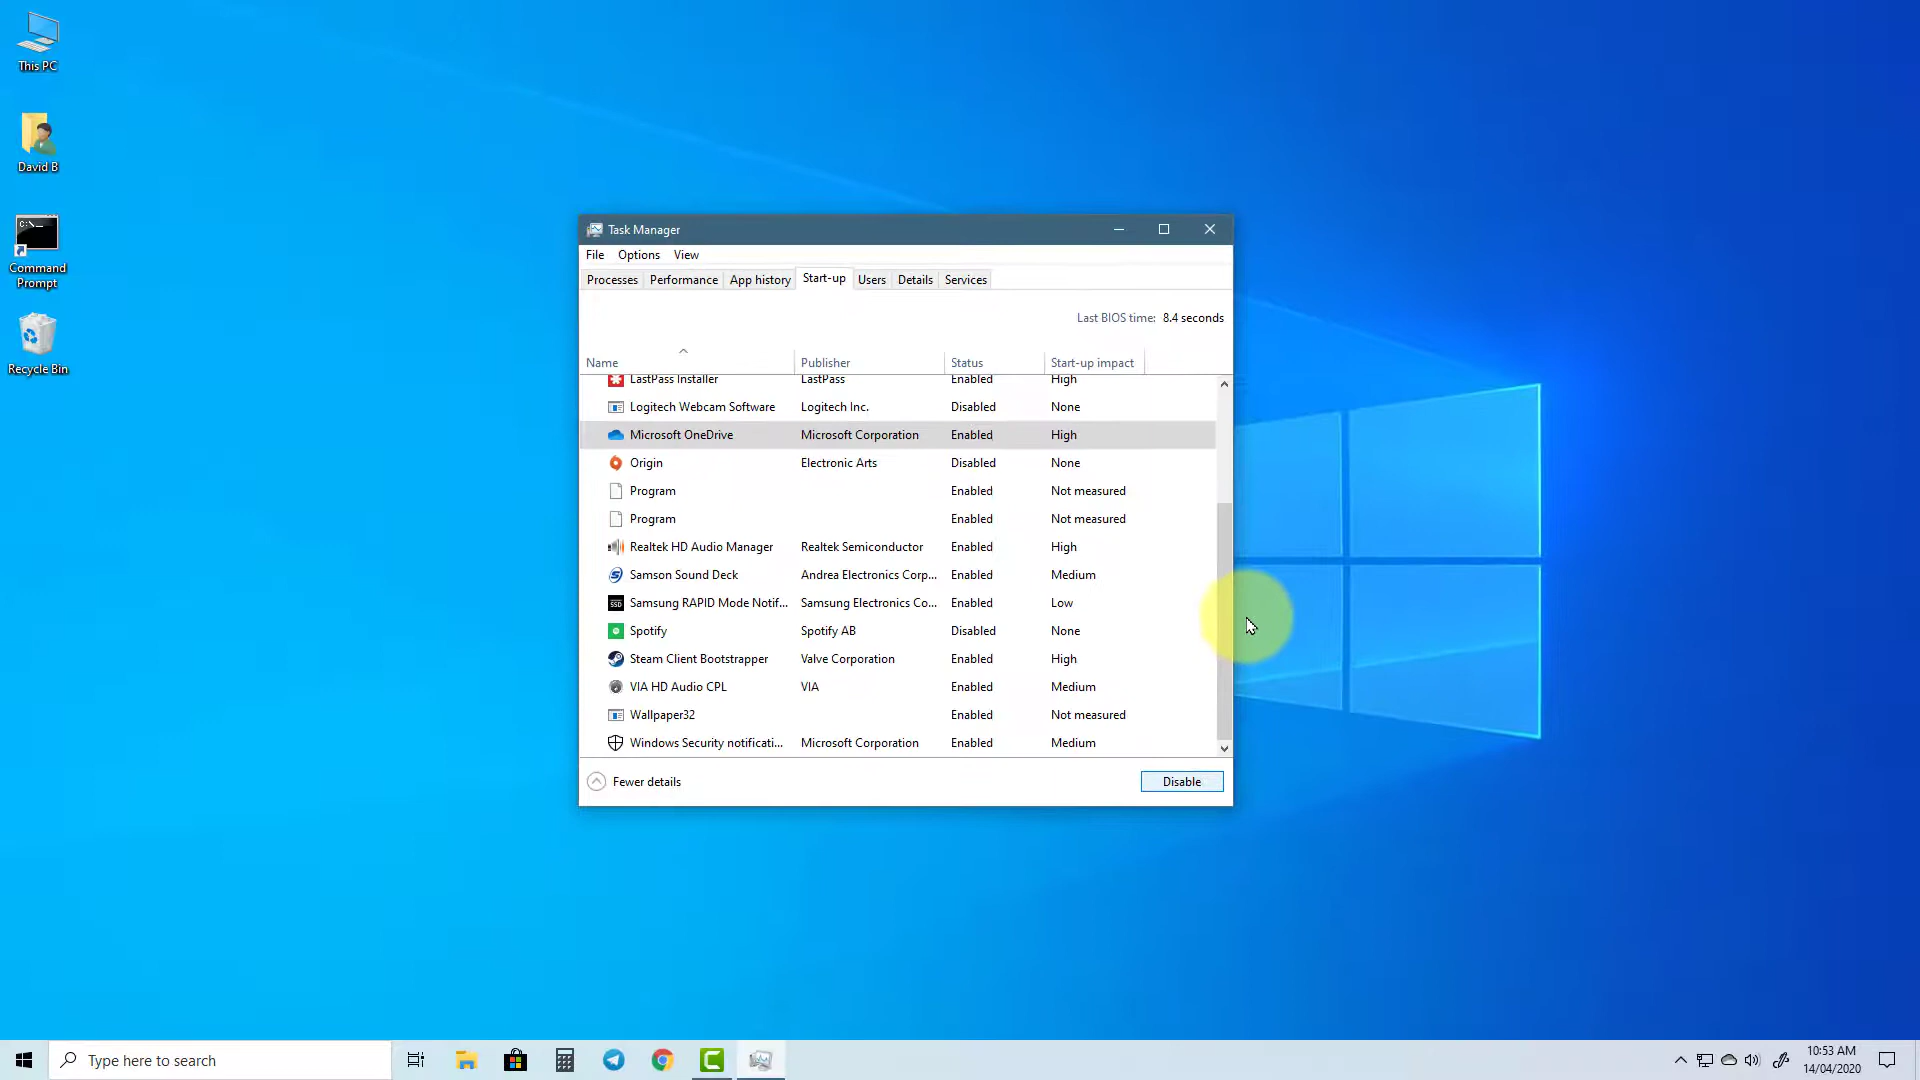 This PC
David B
C:\
Command
Prompt
Recycle Bin
Task Manager
File Options View
Processes Performance App history Start-up Users Details Services
Last BIOS time: 8.4 seconds
Name Publisher Status Start-up impact
LastPass Installer LastPass Enabled High
Logitech Webcam Software Logitech Inc. Disabled None
Microsoft OneDrive Microsoft Corporation Enabled High
Origin Electronic Arts Disabled None
Program Enabled Not measured
Program Enabled Not measured
Realtek HD Audio Manager Realtek Semiconductor Enabled High
Samson Sound Deck Andrea Electronics Corp... Enabled Medium
SSD Samsung RAPID Mode Notif... Samsung Electronics Co... Enabled Low
Spotify Spotify AB Disabled None
Steam Client Bootstrapper Valve Corporation Enabled High
VIA HD Audio CPL VIA Enabled Medium
Wallpaper32 Enabled Not measured
Windows Security notificati... Microsoft Corporation Enabled Medium
Fewer details Disable
Type here to search
10:53 AM
14/04/2020